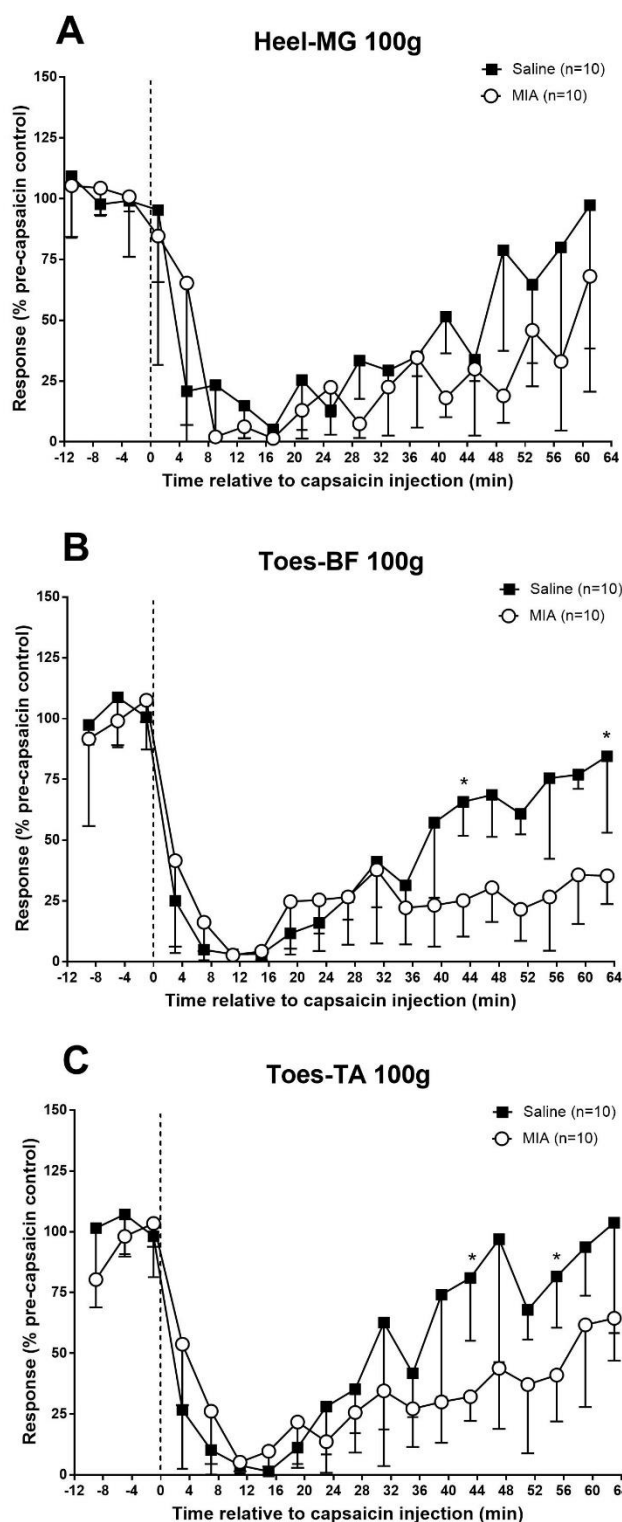 A
Heel-MG 100g
Saline (n=10)
MIA (n=10)
Response (% pre-capsaicin control)
150
125
100
75
50
25
0
-12 -8 -4 0 4 8 12 16 20 24 28 32 36 40 44 48 52 56 60 64
Time relative to capsaicin injection (min)
B
Toes-BF 100g
Saline (n=10)
MIA (n=10)
Response (% pre-capsaicin control)
150
125
100
75
50
25
0
* *
-12 -8 -4 0 4 8 12 16 20 24 28 32 36 40 44 48 52 56 60 64
Time relative to capsaicin injection (min)
C
Toes-TA 100g
Saline (n=10)
MIA (n=10)
Response (% pre-capsaicin control)
150
125
100
75
50
25
0
* *
-12 -8 -4 0 4 8 12 16 20 24 28 32 36 40 44 48 52 56 60 64
Time relative to capsaicin injection (min)